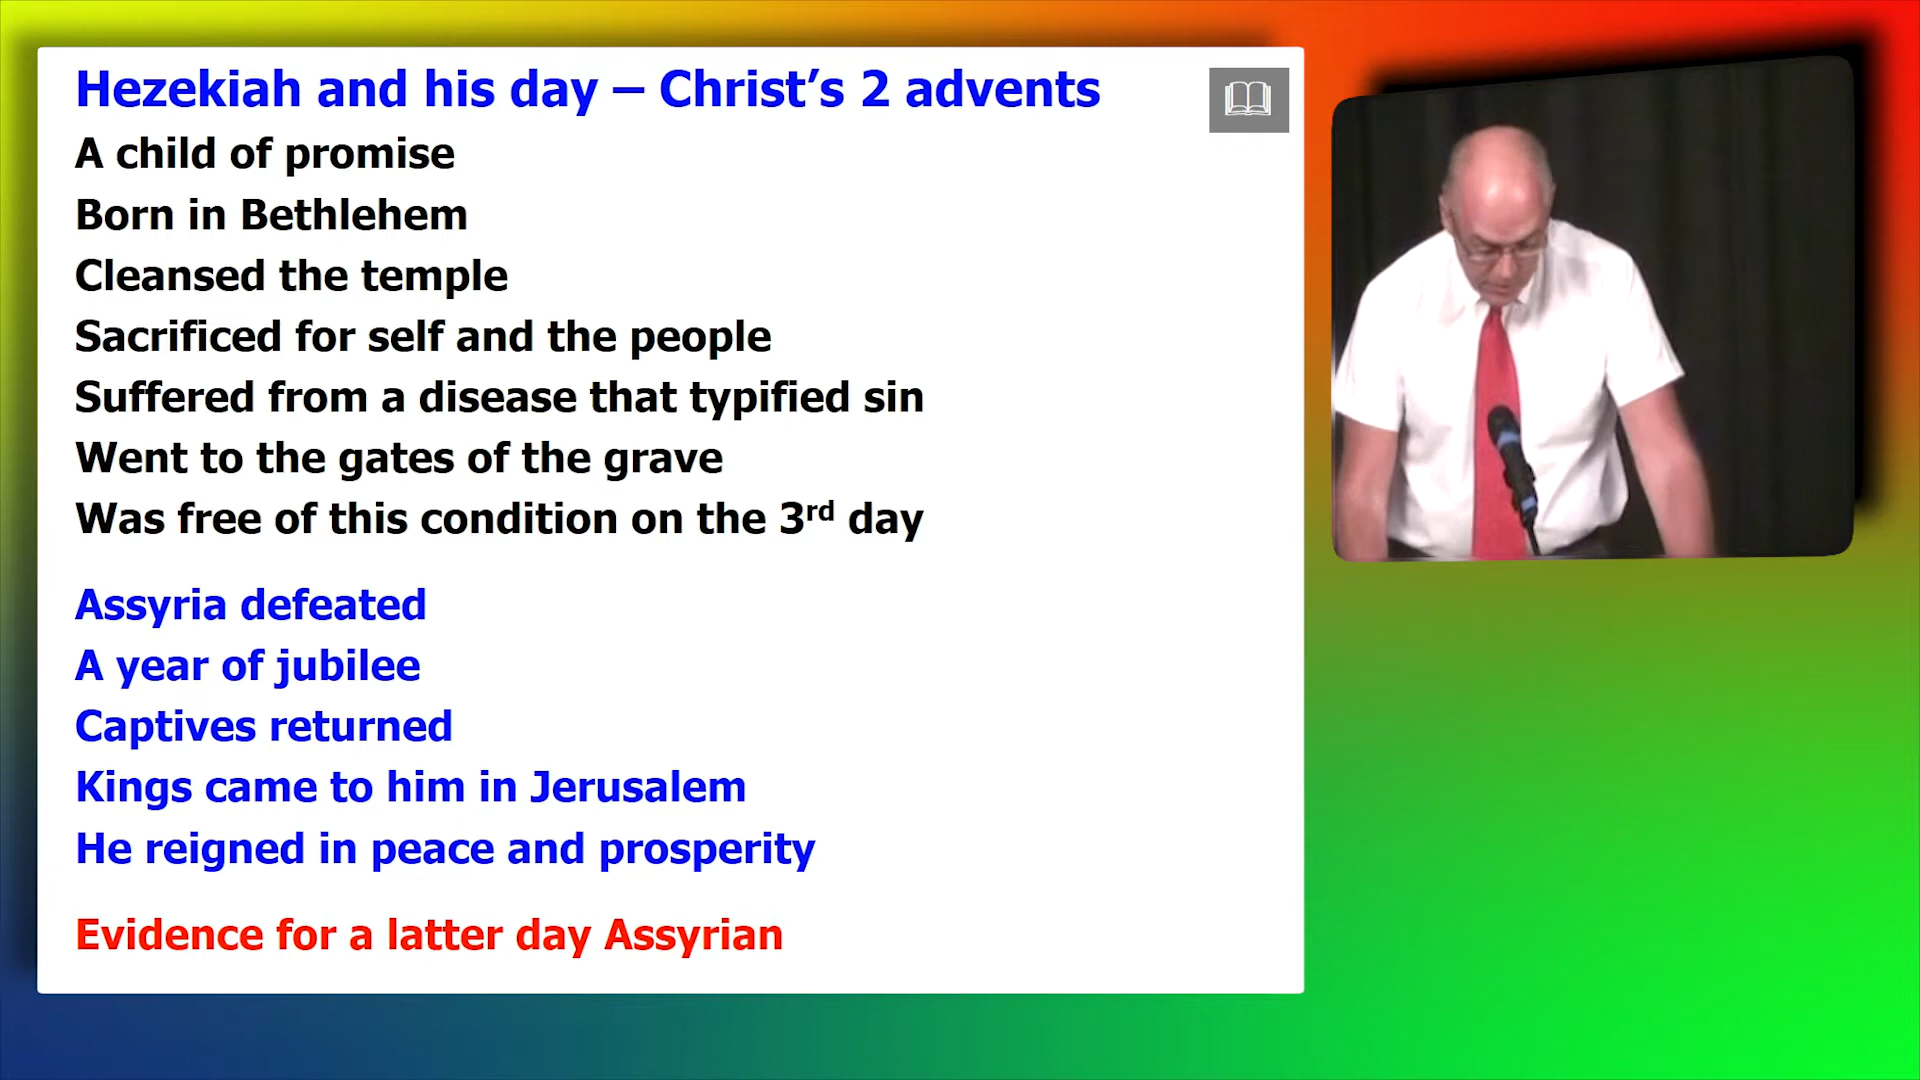 Hezekiah and his day – Christ’s 2 advents
A child of promise
Born in Bethlehem
Cleansed the temple
Sacrificed for self and the people
Suffered from a disease that typified sin
Went to the gates of the grave
Was free of this condition on the 3rd day
Assyria defeated
A year of jubilee
Captives returned
Kings came to him in Jerusalem
He reigned in peace and prosperity
Evidence for a latter day Assyrian